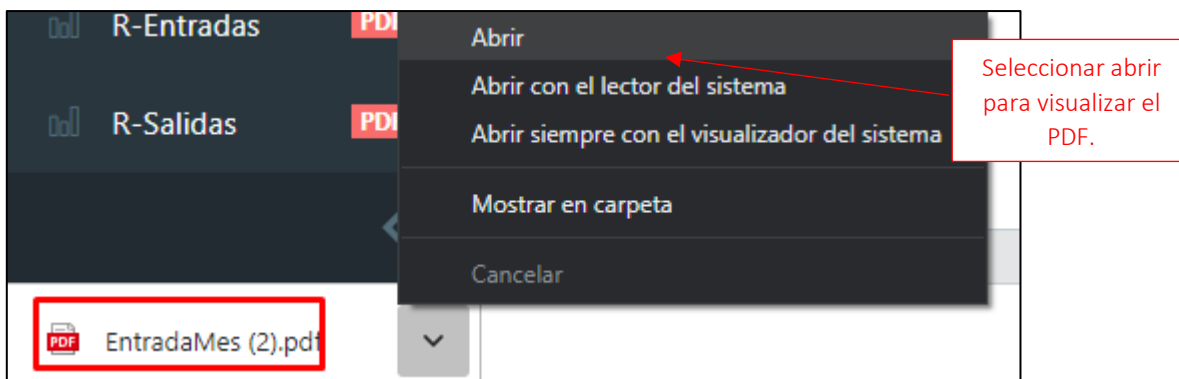 R-Entradas
PDF
R-Salidas
PDF
Abrir
Abrir con el lector del sistema
Abrir siempre con el visualizador del sistema
Mostrar en carpeta
Cancelar
Seleccionar abrir
para visualizar el
PDF.
PDF
EntradaMes (2).pdf